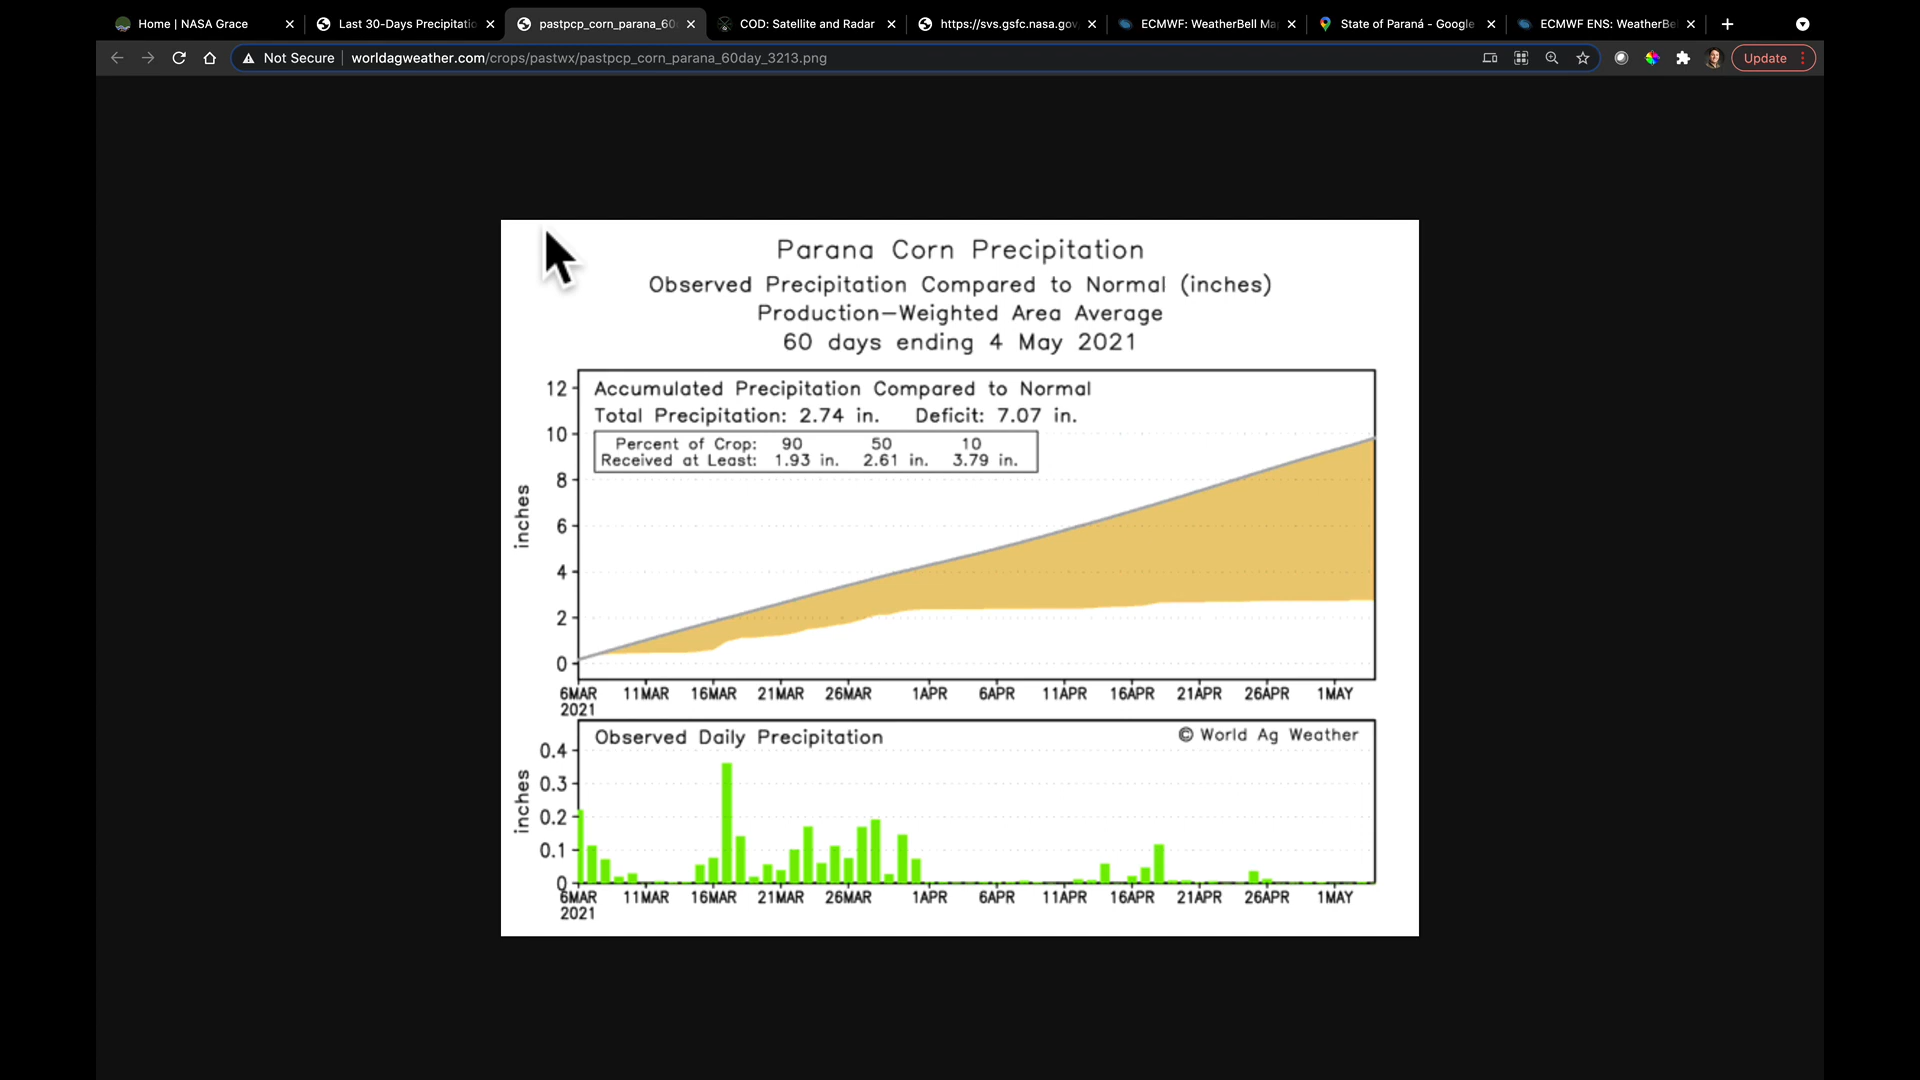 Home | NASA Grace
Last 30-Days Precipitatic
pastpcp_corn_parana_60
COD: Satellite and Radar
https://svs.gsfc.nasa.gov
ECMWF: WeatherBell Ma
State of Paraná - Google
ECMWF ENS: WeatherBe
Not Secure
worldagweather.com/crops/pastwx/pastpcp_corn_parana_60day_3213.png
Update
Parana Corn Precipitation
Observed Precipitation Compared to Normal (inches)
Production-Weighted Area Average
60 days ending 4 May 2021
Accumulated Precipitation Compared to Normal
Total Precipitation: 2.74 in. Deficit: 7.07 in.
Percent of Crop: 90 50 10
Received at Least: 1.93 in. 2.61 in. 3.79 in.
12
10
8
6
4
2
0
inches
6MAR 11MAR 16MAR 21MAR 26MAR 1APR 6APR 11APR 16APR 21APR 26APR 1MAY
2021
Observed Daily Precipitation
© World Ag Weather
0.4
0.3
0.2
0.1
0
inches
6MAR 11MAR 16MAR 21MAR 26MAR 1APR 6APR 11APR 16APR 21APR 26APR 1MAY
2021